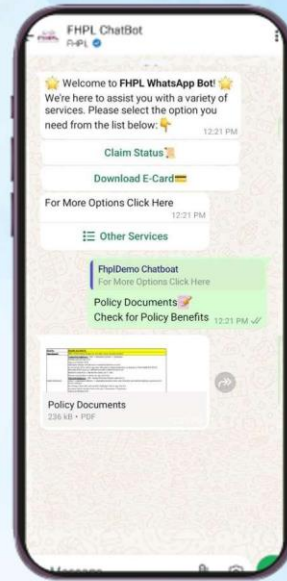 FHPL ChatBot
FHPL
⭐ Welcome to FHPL WhatsApp Bot! ⭐
We're here to assist you with a variety of
services. Please select the option you
need from the list below:👇
12:21 PM
Claim Status📜
Download E-Card💳
For More Options Click Here
12:21 PM
Other Services
FhplDemo Chatboat
For More Options Click Here
Policy Documents📝
Check for Policy Benefits 12:21 PM
Policy Documents
236 kB • PDF
Message